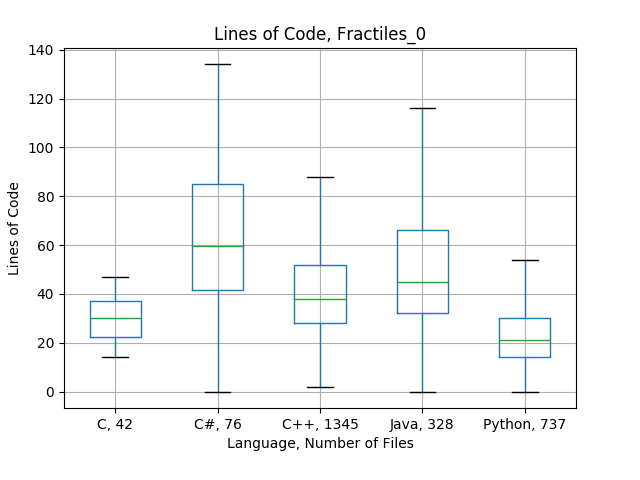 Lines of Code, Fractiles_0
140
120
100
80
60
40
20
0
Lines of Code
C, 42
C#, 76
C++, 1345
Java, 328
Python, 737
Language, Number of Files